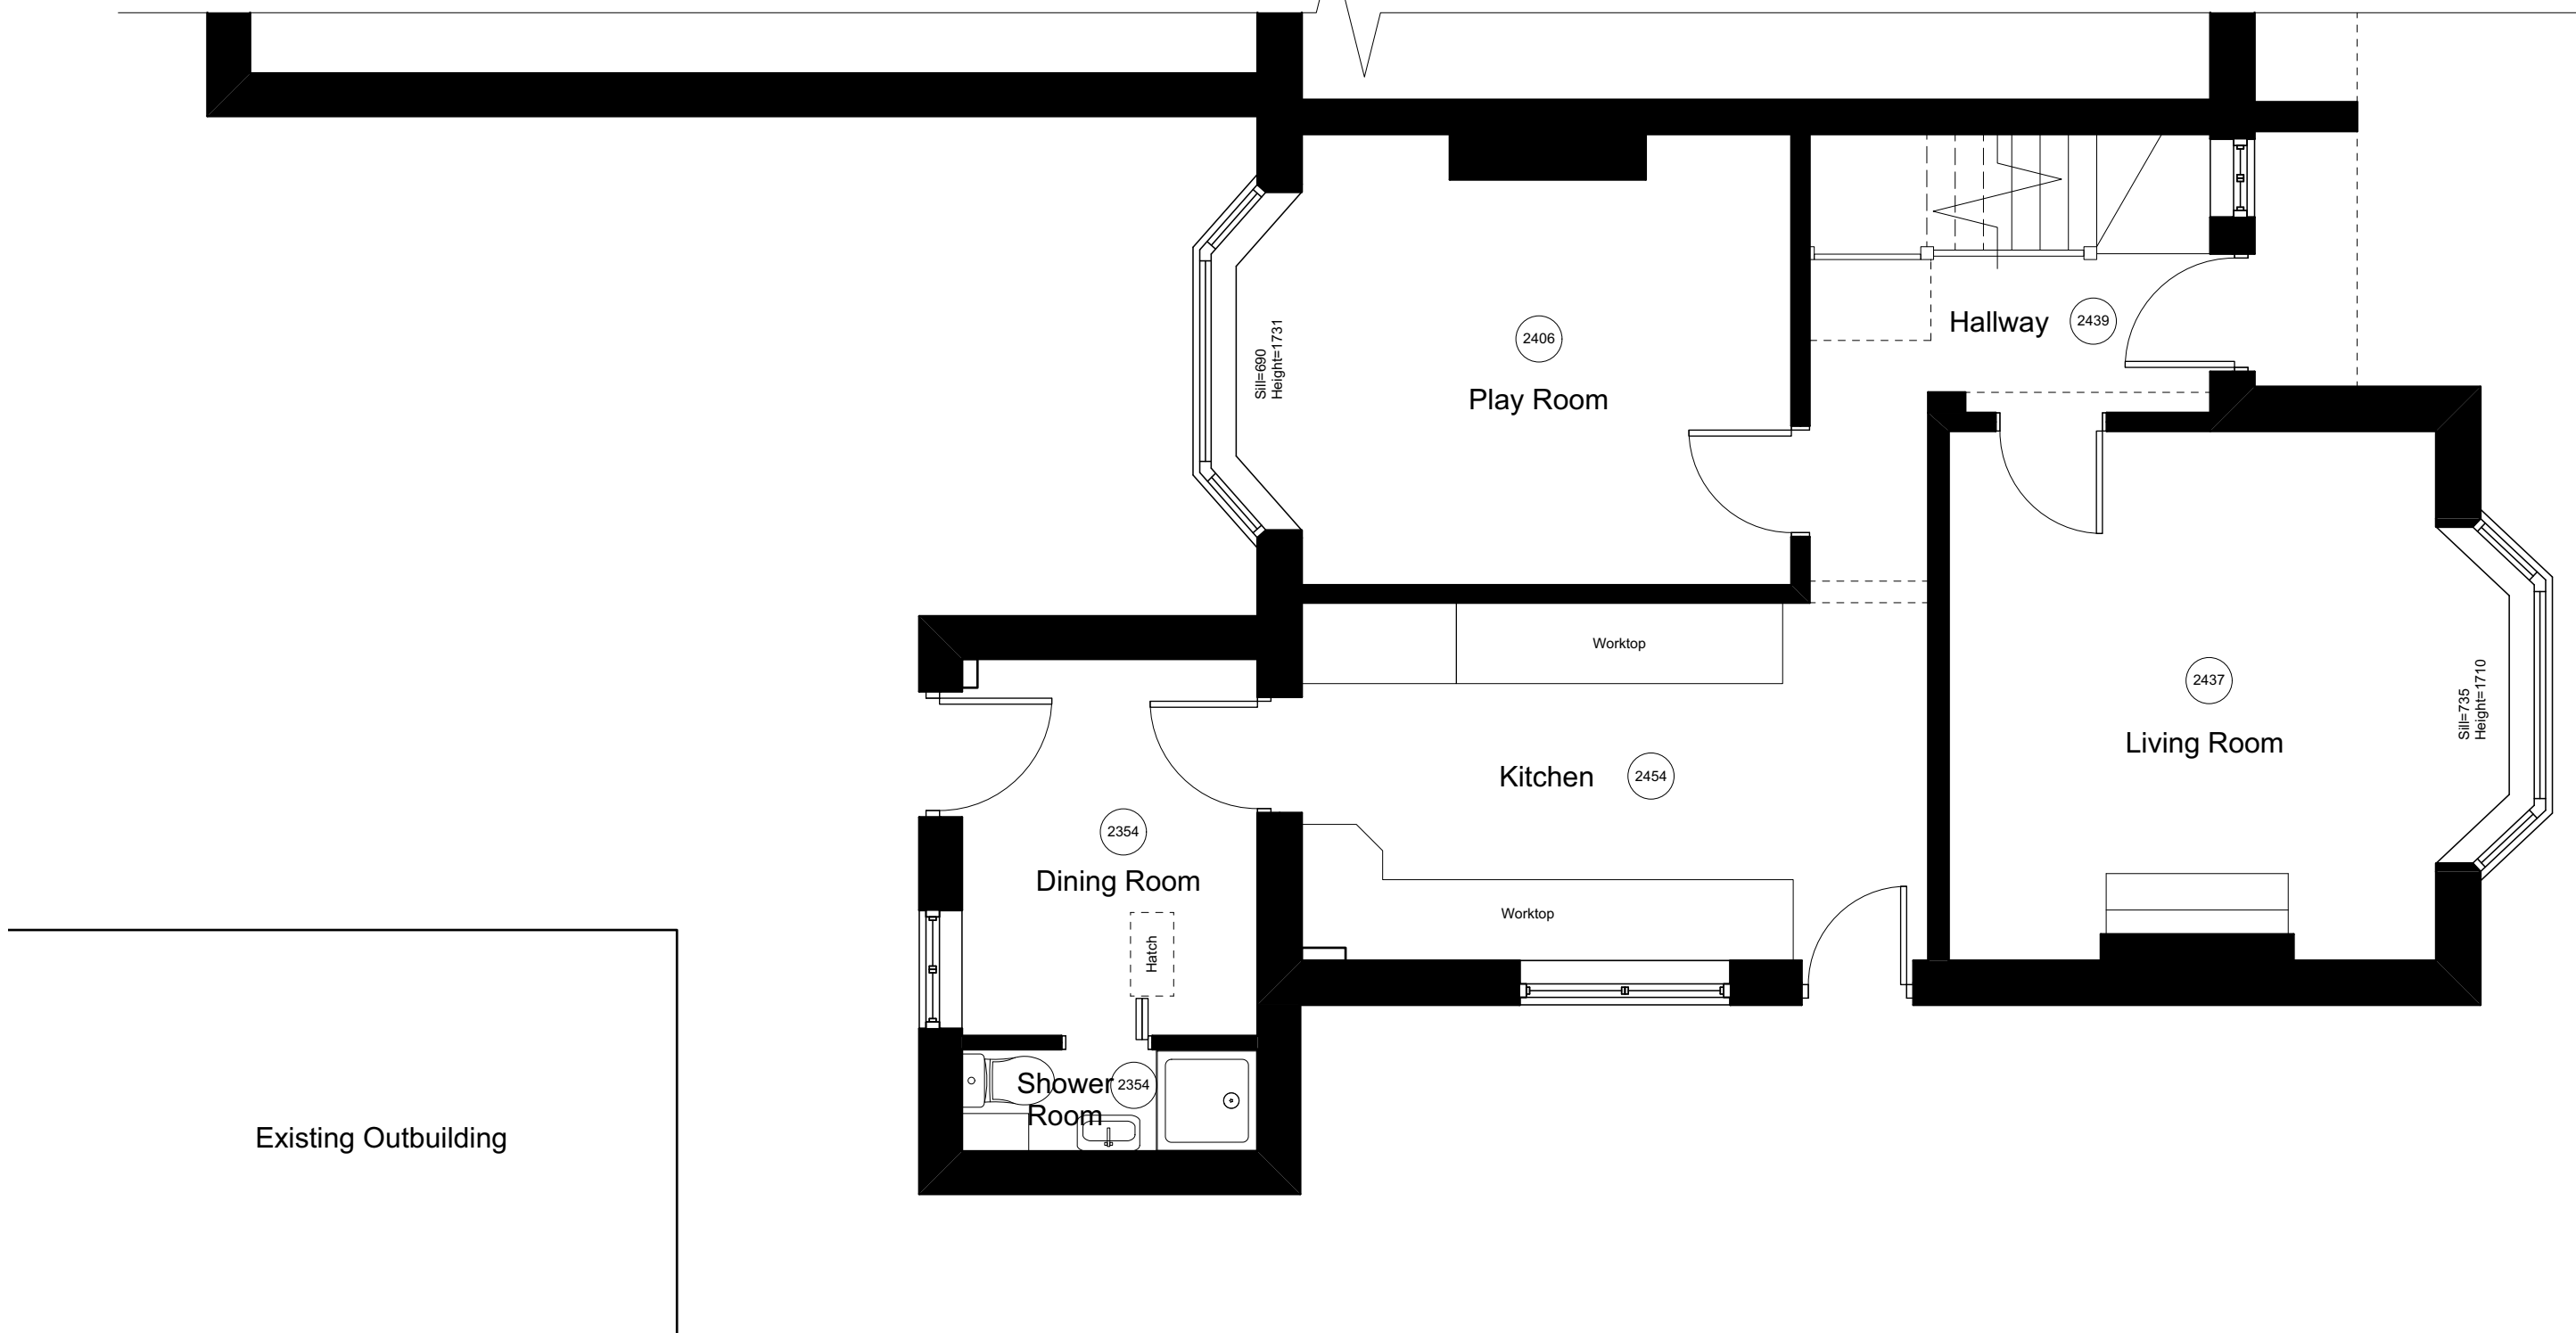 Hallway 2439
2406
Play Room
Sill=690
Height=1731
Worktop
2437
Living Room
Sill=735
Height=1710
Kitchen 2454
2354
Dining Room
Worktop
Hatch
Shower 2354
Room
Existing Outbuilding